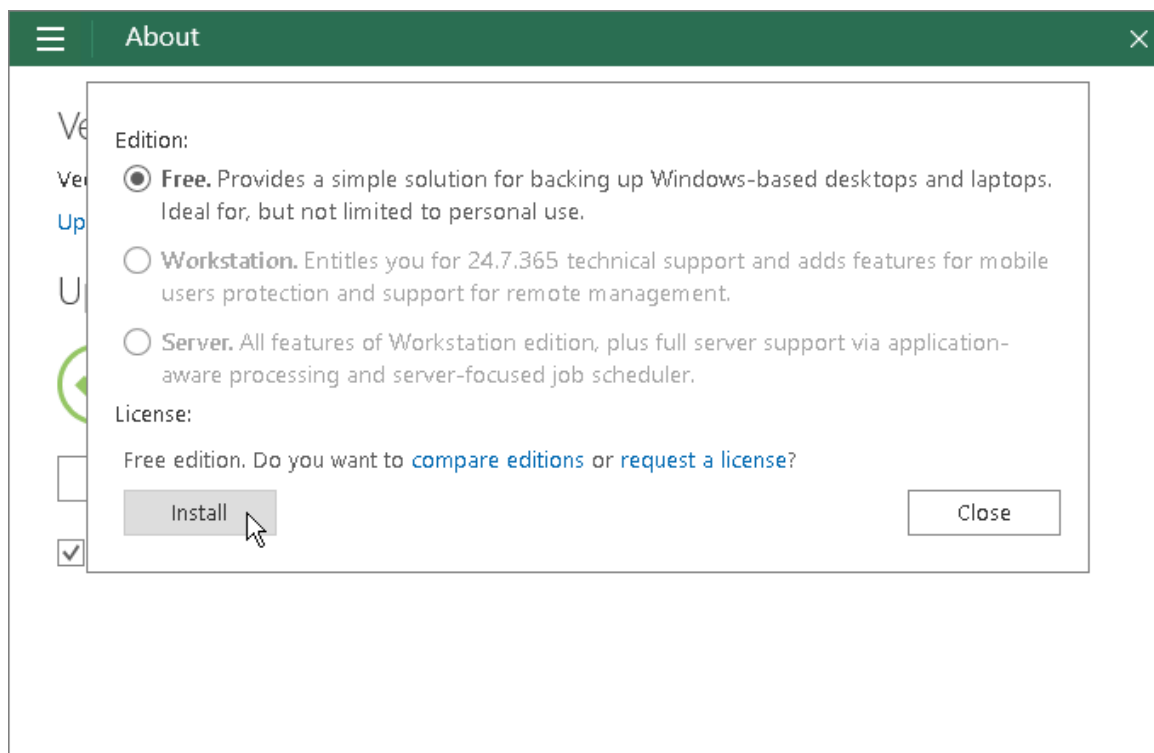 About
Edition:
Free. Provides a simple solution for backing up Windows-based desktops and laptops.
Ideal for, but not limited to personal use.
Workstation. Entitles you for 24.7.365 technical support and adds features for mobile
users protection and support for remote management.
Server. All features of Workstation edition, plus full server support via application-
aware processing and server-focused job scheduler.
License:
Free edition. Do you want to compare editions or request a license?
Install
Close